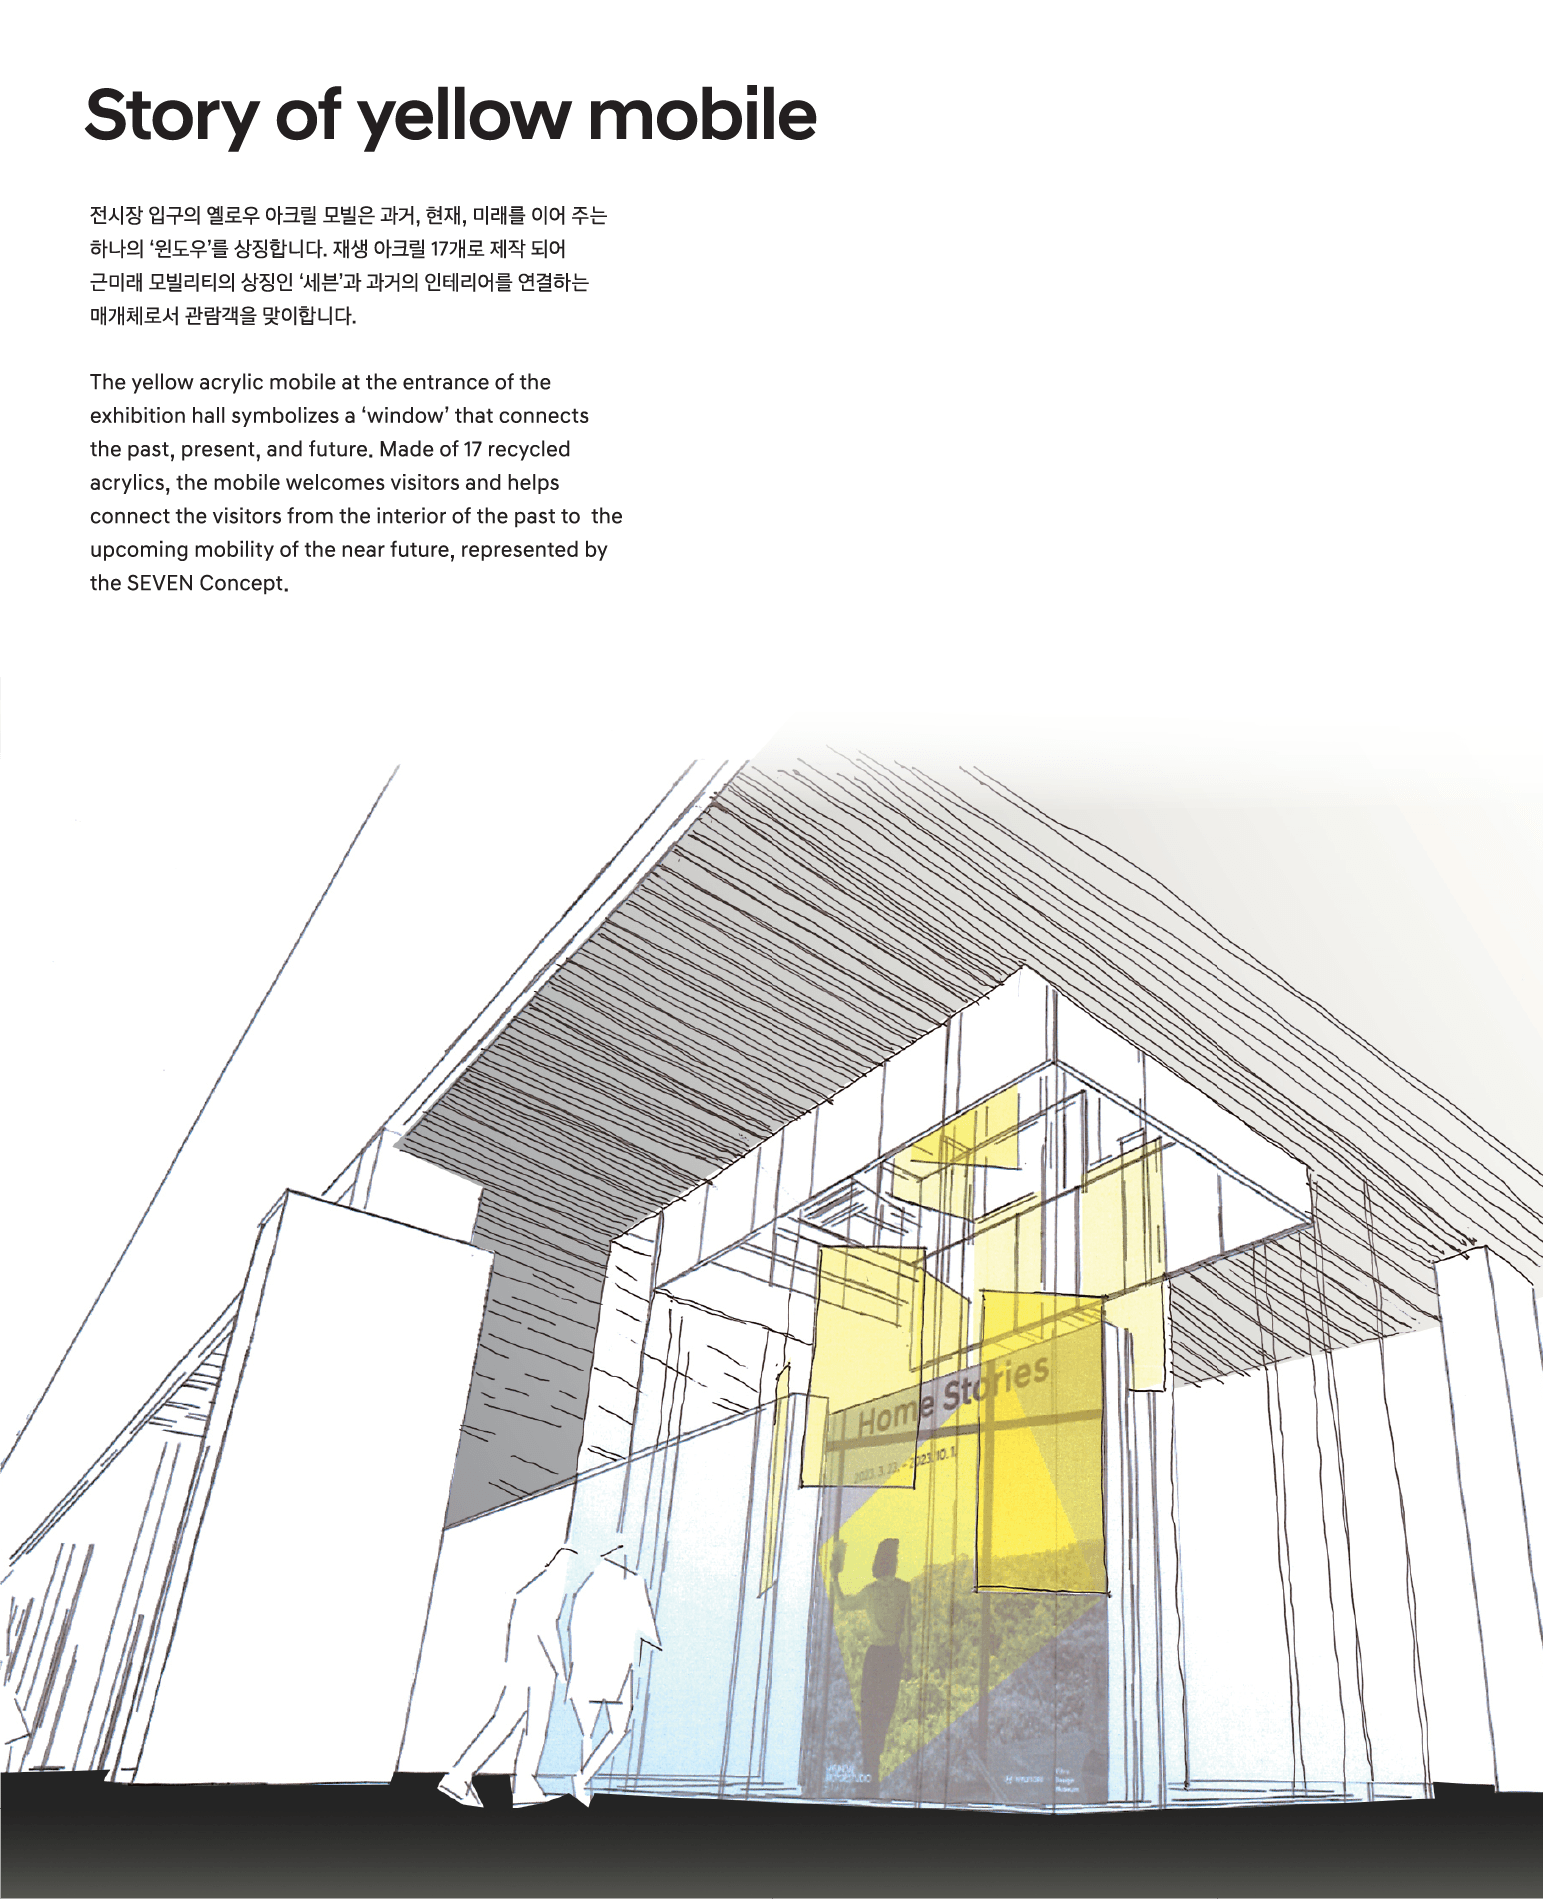 Story of yellow mobile
전시장 입구의 옐로우 아크릴 모빌은 과거, 현재, 미래를 이어 주는
하나의 ‘윈도우’를 상징합니다. 재생 아크릴 17개로 제작 되어
근미래 모빌리티의 상징인 ‘세븐’과 과거의 인테리어를 연결하는
매개체로서 관람객을 맞이합니다.
The yellow acrylic mobile at the entrance of the
exhibition hall symbolizes a ‘window’ that connects
the past, present, and future. Made of 17 recycled
acrylics, the mobile welcomes visitors and helps
connect the visitors from the interior of the past to  the
upcoming mobility of the near future, represented by
the SEVEN Concept.
Home Stories
2023. 3. 23. – 2023. 10. 1.
HYUNDAI
Vitra
Design
Museum